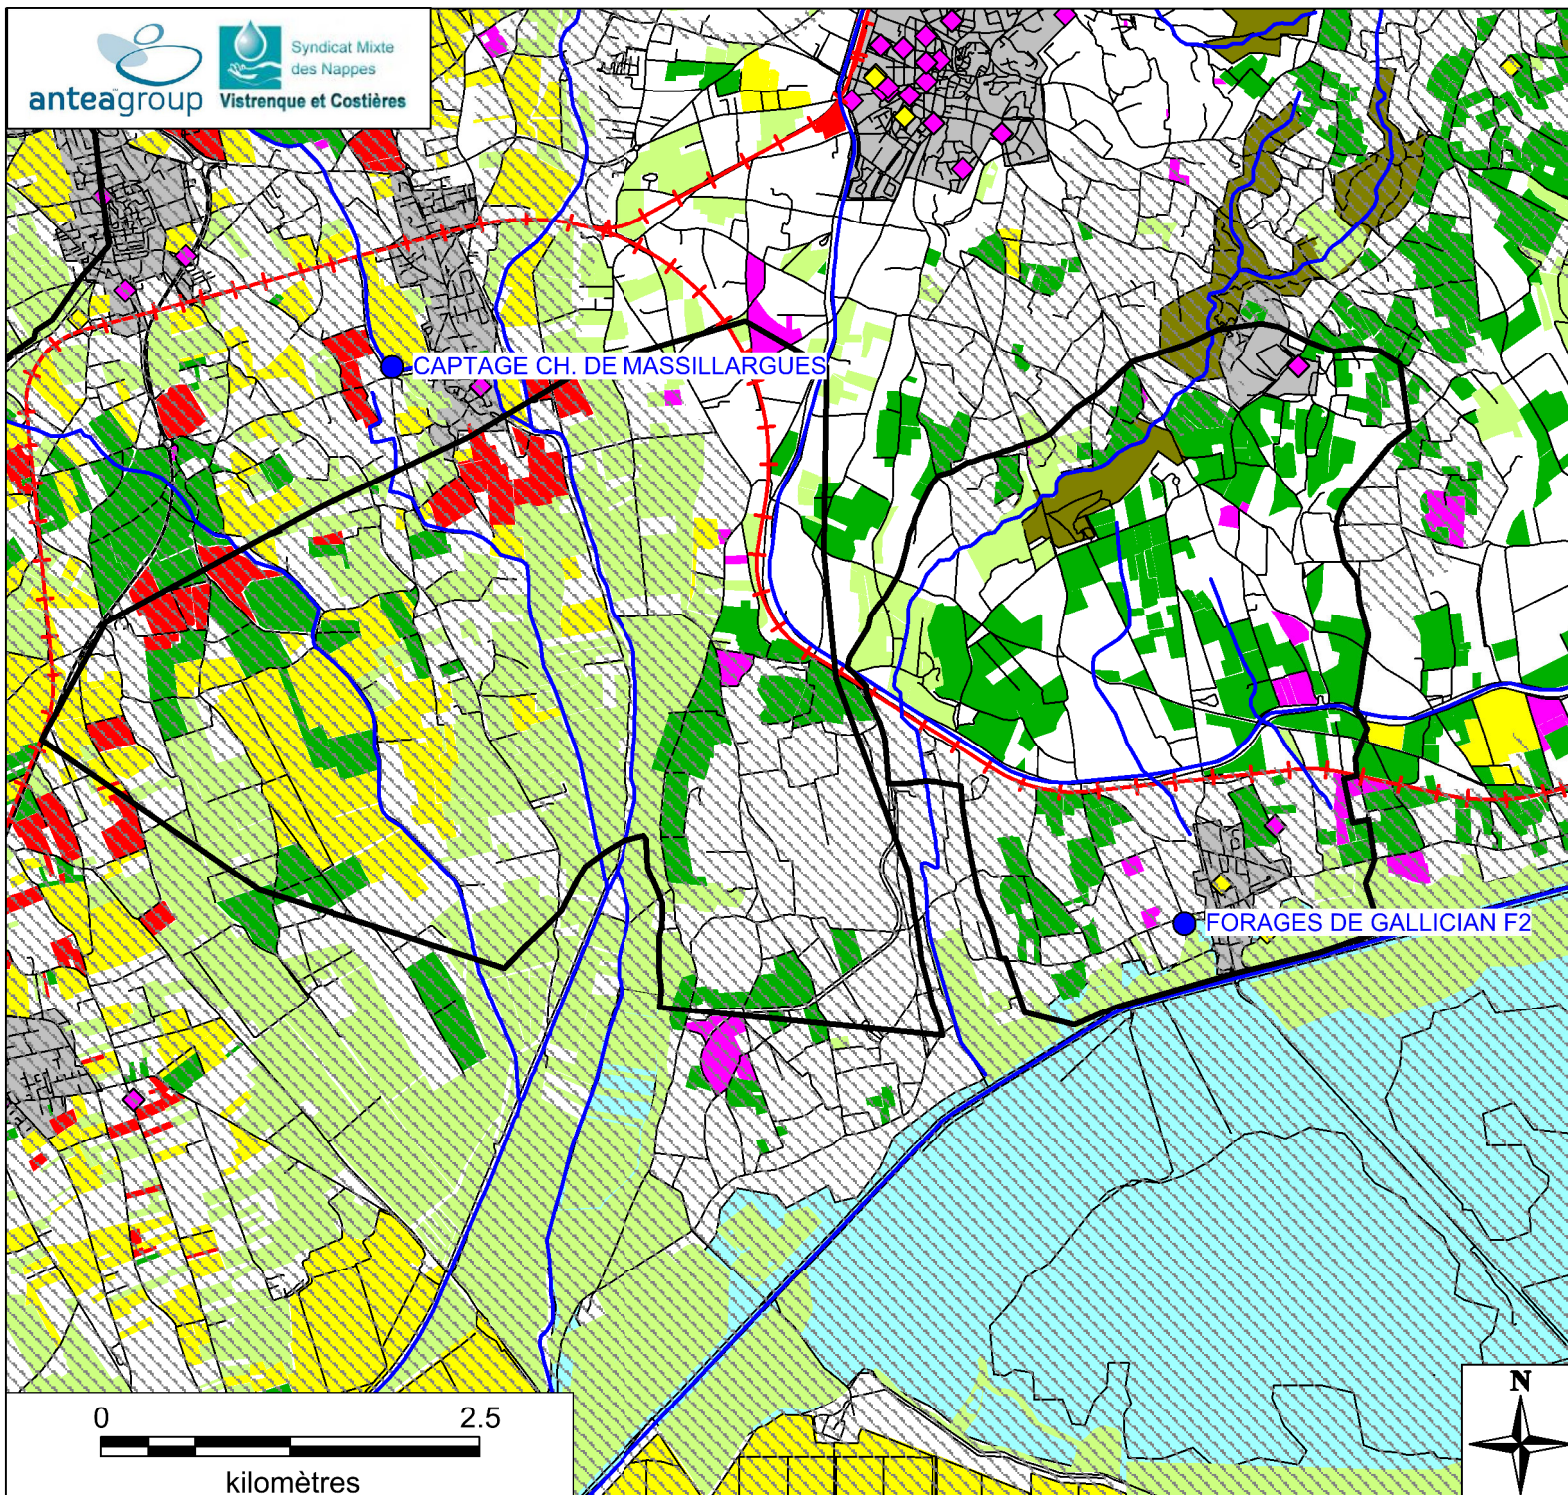 anteagroup
Syndicat Mixte
des Nappes
Vistrenque et Costières
CAPTAGE CH. DE MASSILLARGUES
FORAGES DE GALLICIAN F2
0 2.5
kilomètres
N